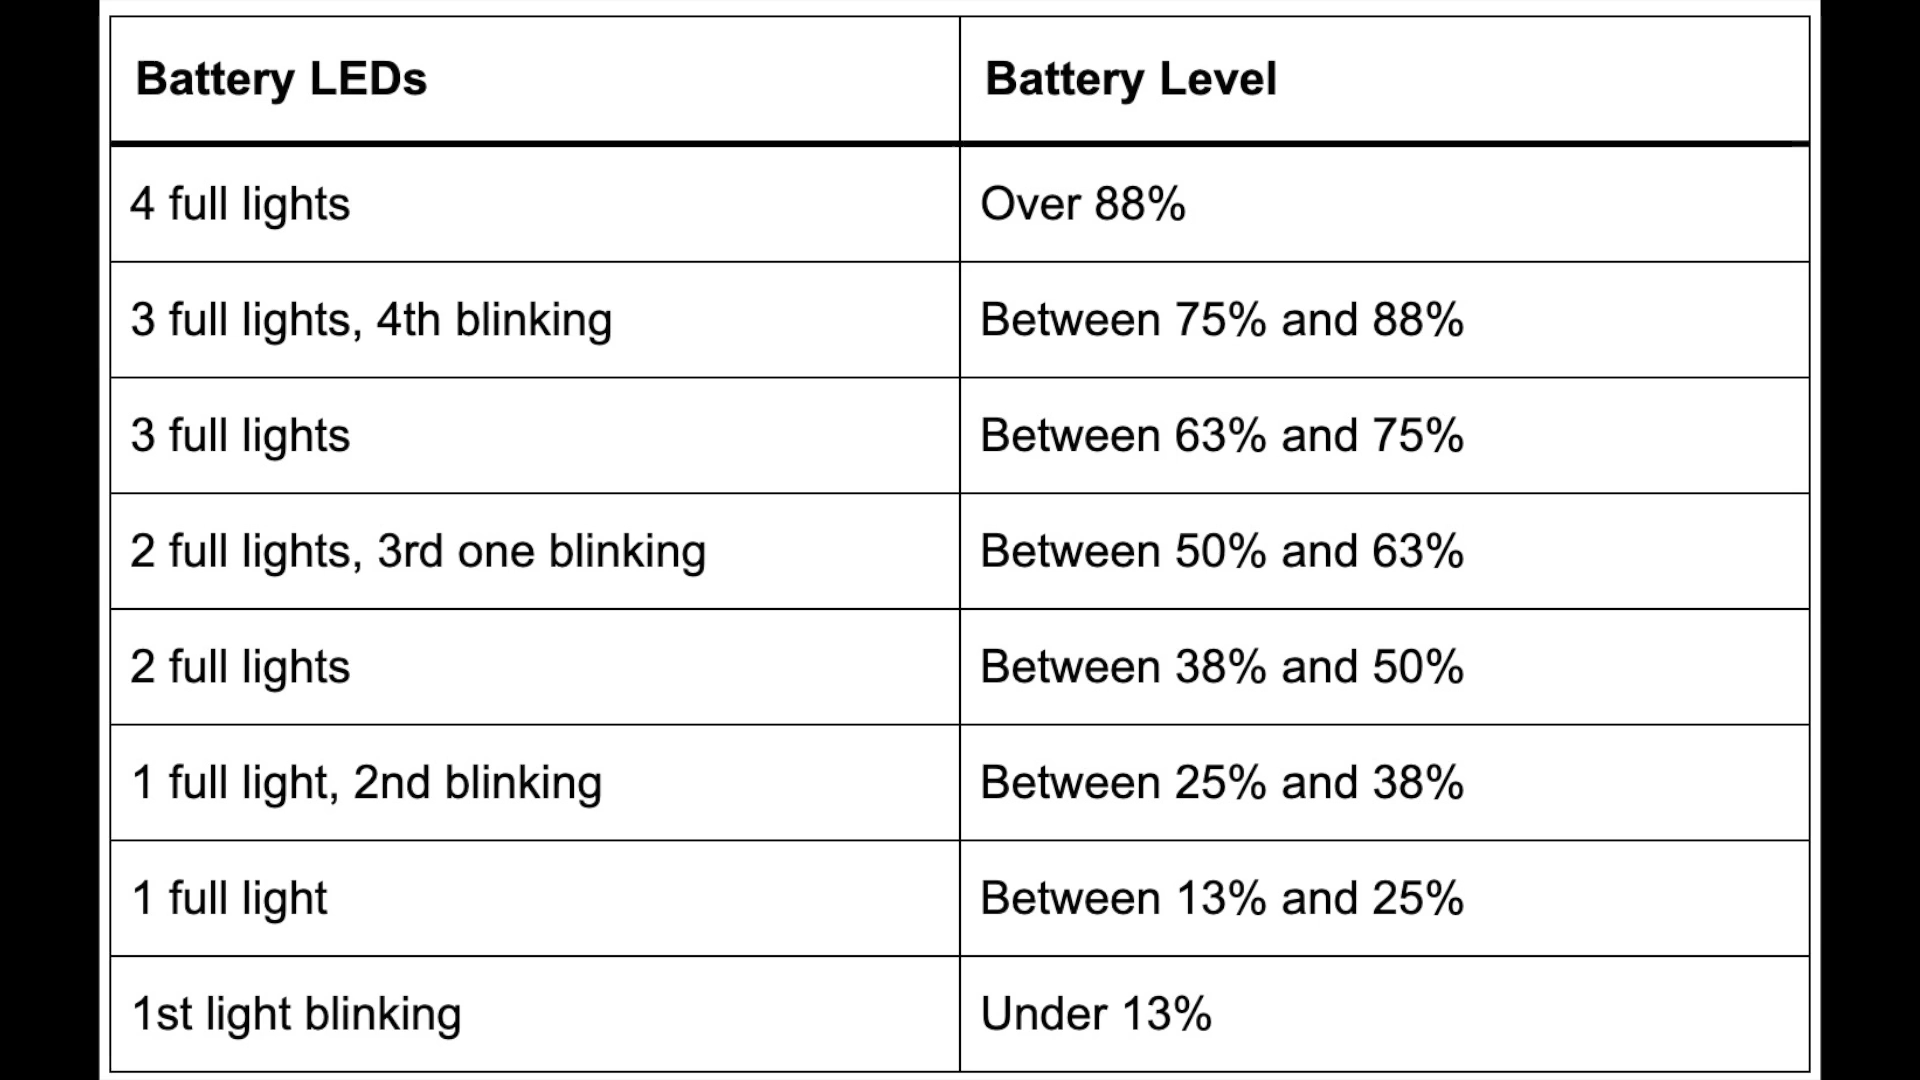 Battery LEDs Battery Level
4 full lights Over 88%
3 full lights, 4th blinking Between 75% and 88%
3 full lights Between 63% and 75%
2 full lights, 3rd one blinking Between 50% and 63%
2 full lights Between 38% and 50%
1 full light, 2nd blinking Between 25% and 38%
1 full light Between 13% and 25%
1st light blinking Under 13%